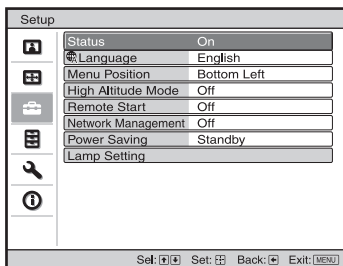 Setup
Status On
Language English
Menu Position Bottom Left
High Altitude Mode Off
Remote Start Off
Network Management Off
Power Saving Standby
Lamp Setting
Sel: Set: Back: Exit: MENU